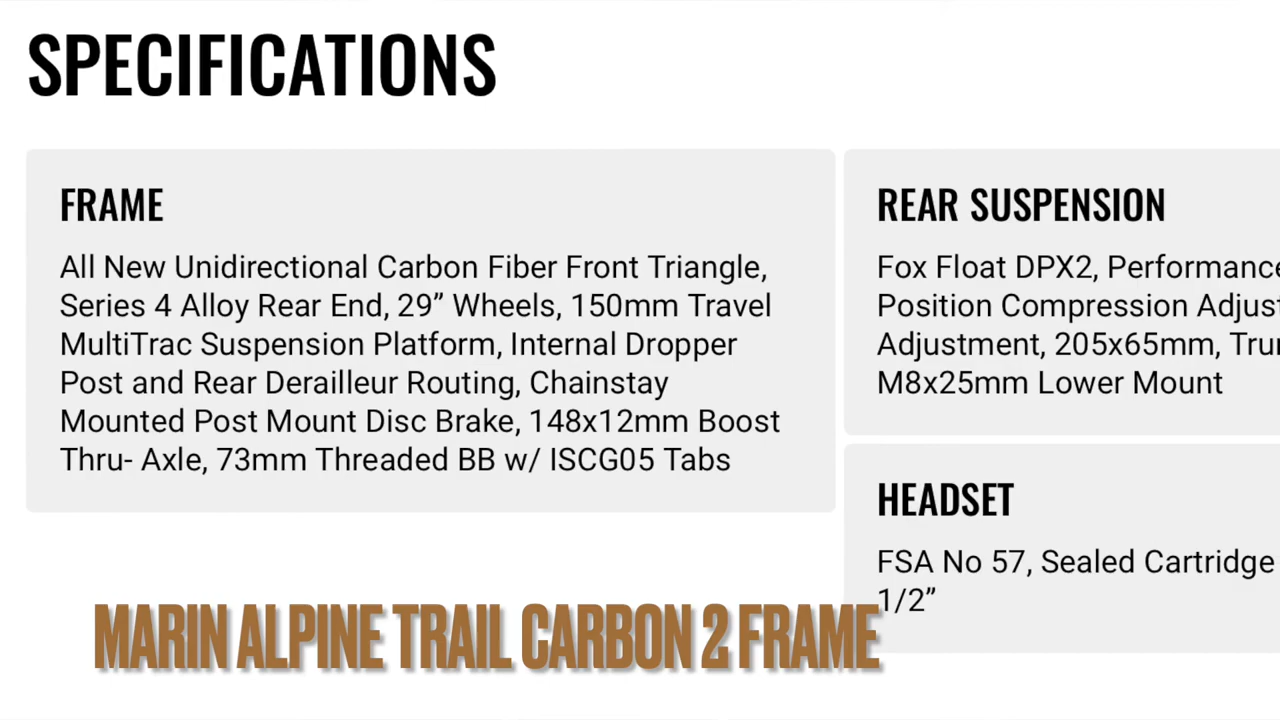 SPECIFICATIONS
FRAME
All New Unidirectional Carbon Fiber Front Triangle,
Series 4 Alloy Rear End, 29” Wheels, 150mm Travel
MultiTrac Suspension Platform, Internal Dropper
Post and Rear Derailleur Routing, Chainstay
Mounted Post Mount Disc Brake, 148x12mm Boost
Thru- Axle, 73mm Threaded BB w/ ISCG05 Tabs
REAR SUSPENSION
Fox Float DPX2, Performance
Position Compression Adjust
Adjustment, 205x65mm, Tru
M8x25mm Lower Mount
HEADSET
FSA No 57, Sealed Cartridge
1/2”
MARIN ALPINE TRAIL CARBON 2 FRAME